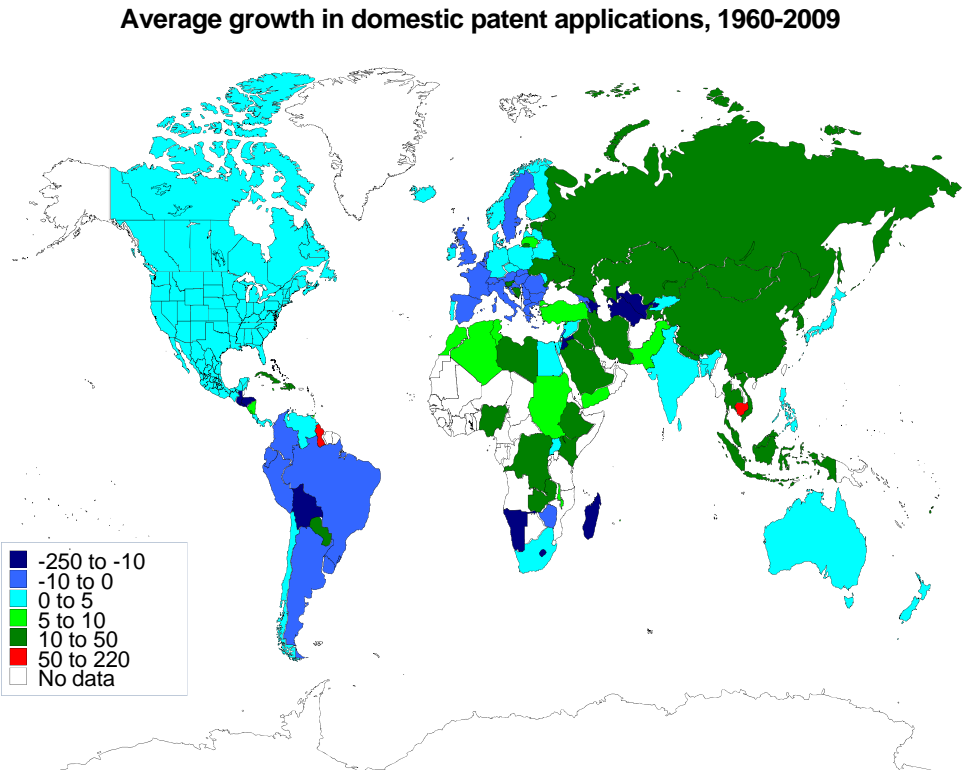 Average growth in domestic patent applications, 1960-2009
-250 to -10
-10 to 0
0 to 5
5 to 10
10 to 50
50 to 220
No data